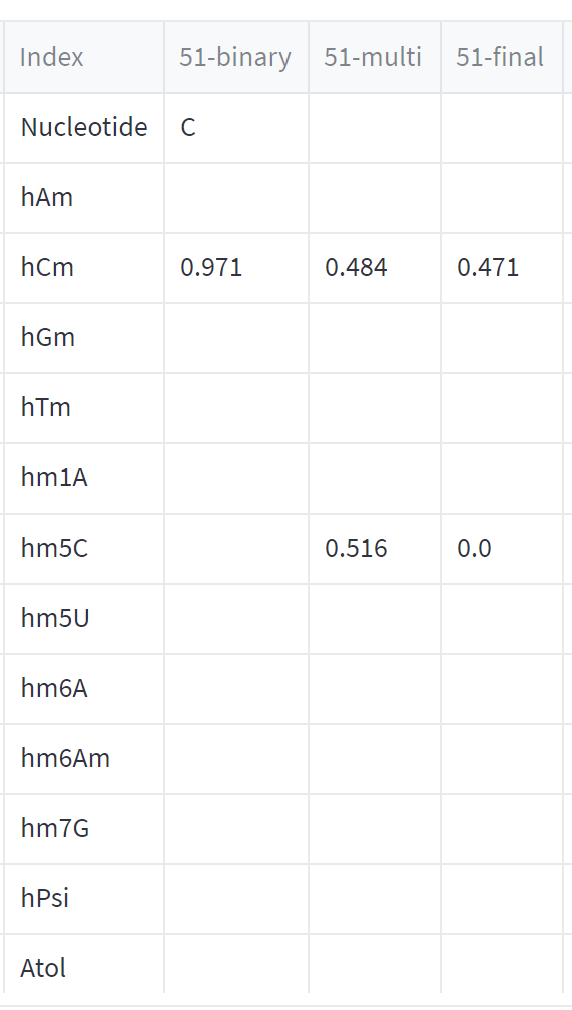 Index 51-binary 51-multi 51-final
Nucleotide C
hAm
hCm 0.971 0.484 0.471
hGm
hTm
hm1A
hm5C 0.516 0.0
hm5U
hm6A
hm6Am
hm7G
hPsi
Atol